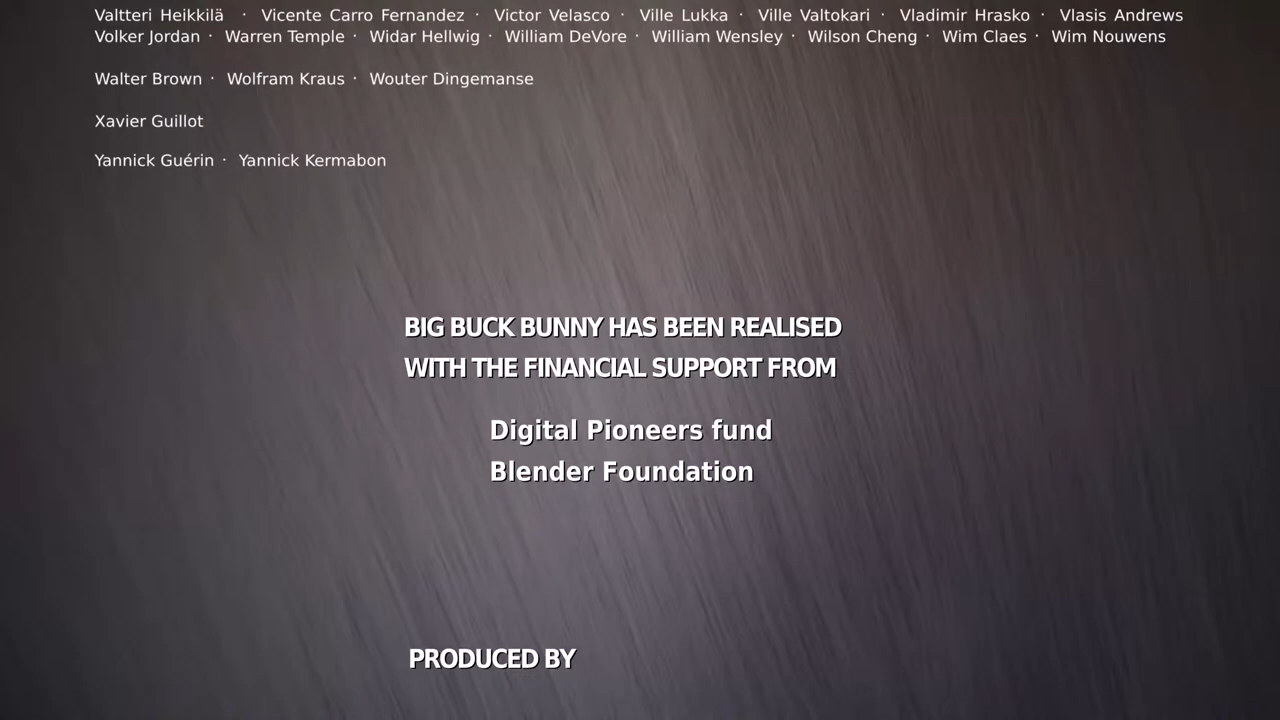 Valtteri Heikkilä · Vicente Carro Fernandez · Victor Velasco · Ville Lukka · Ville Valtokari · Vladimir Hrasko · Vlasis Andrews
Volker Jordan · Warren Temple · Widar Hellwig · William DeVore · William Wensley · Wilson Cheng · Wim Claes · Wim Nouwens
Walter Brown · Wolfram Kraus · Wouter Dingemanse
Xavier Guillot
Yannick Guérin · Yannick Kermabon
BIG BUCK BUNNY HAS BEEN REALISED
WITH THE FINANCIAL SUPPORT FROM
Digital Pioneers fund
Blender Foundation
PRODUCED BY